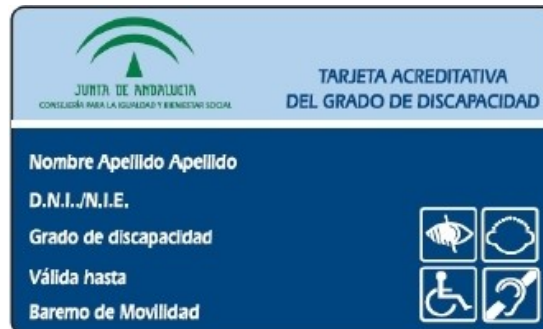 JUNTA DE ANDALUCIA
CONSEJERÍA PARA LA IGUALDAD Y BIENESTAR SOCIAL
TARJETA ACREDITATIVA
DEL GRADO DE DISCAPACIDAD
Nombre Apellido Apellido
D.N.I../N.I.E.
Grado de discapacidad
Válida hasta
Baremo de Movilidad